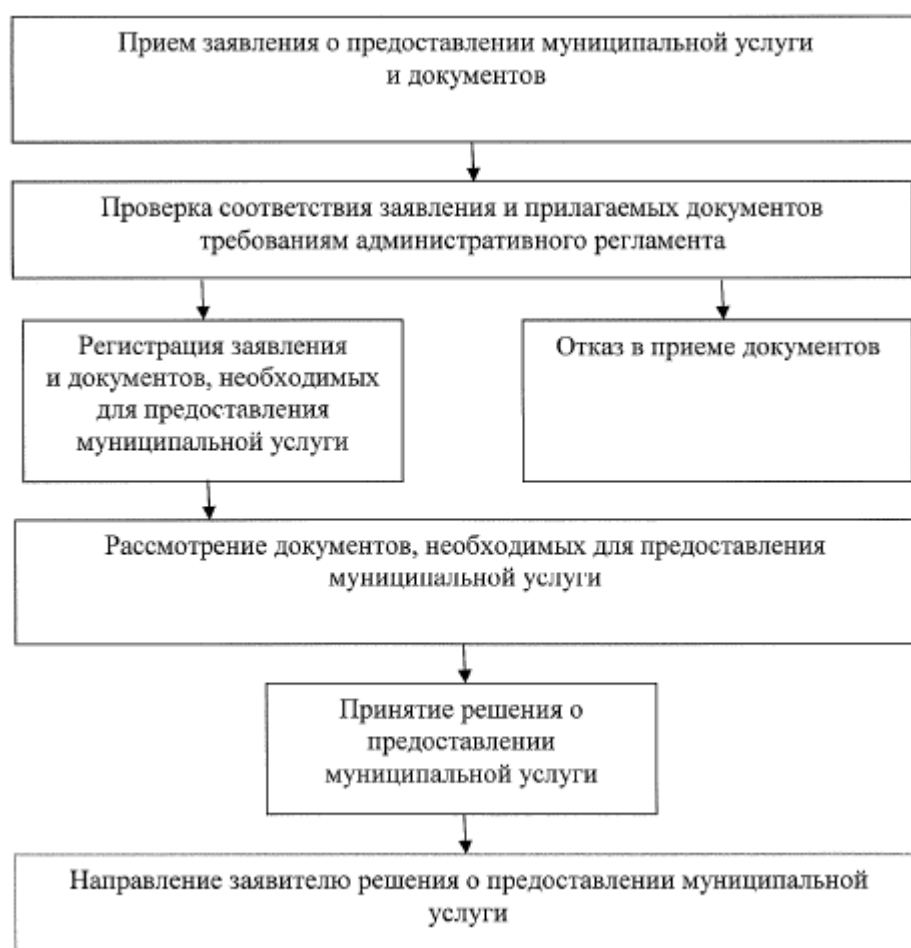 Прием заявления о предоставлении муниципальной услуги
и документов
Проверка соответствия заявления и прилагаемых документов
требованиям административного регламента
Регистрация заявления
и документов, необходимых
для предоставления
муниципальной услуги
Отказ в приеме документов
Рассмотрение документов, необходимых для предоставления
муниципальной услуги
Принятие решения о
предоставлении
муниципальной услуги
Направление заявителю решения о предоставлении муниципальной
услуги